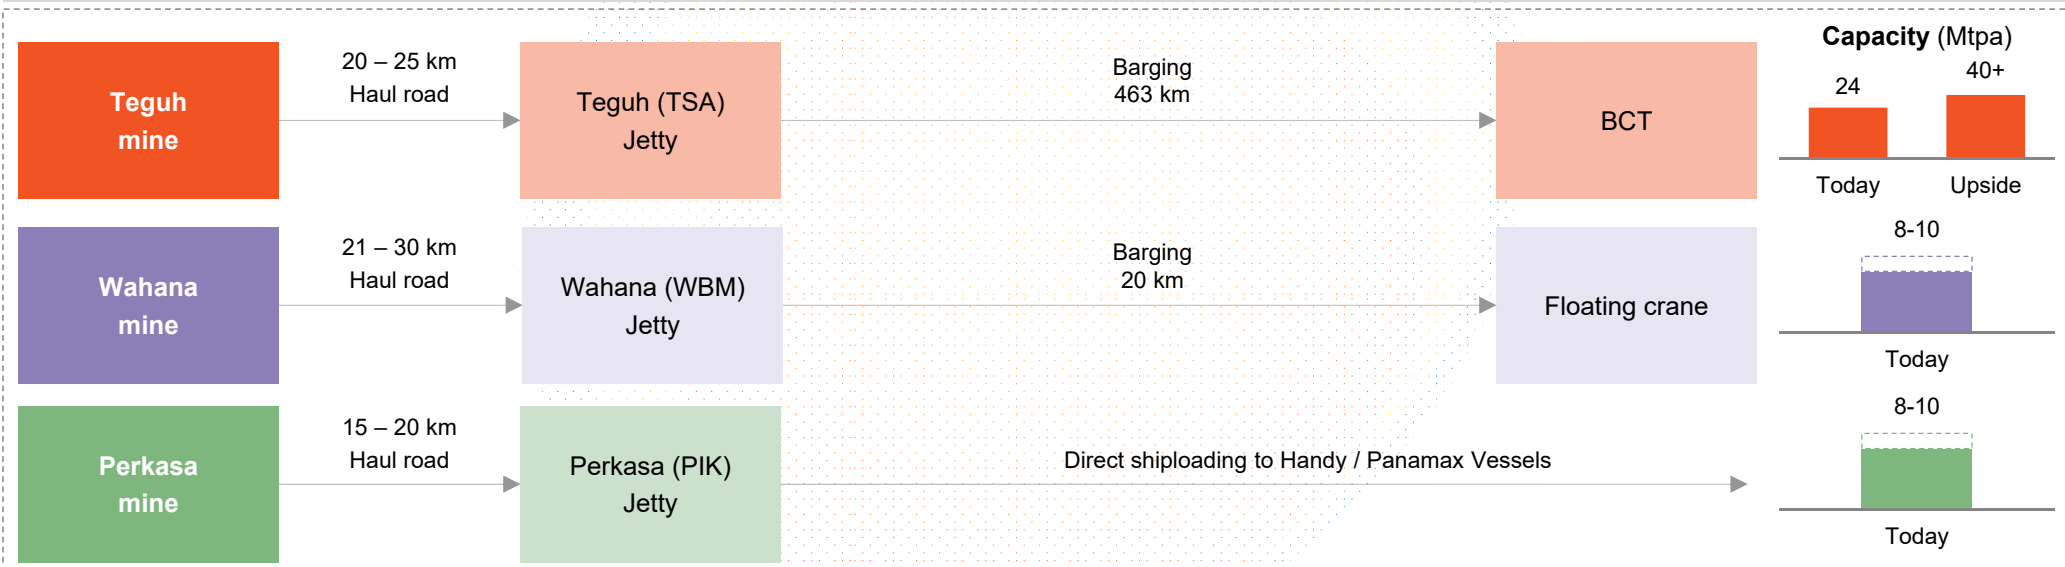 Capacity (Mtpa)
Teguh
mine
20 – 25 km
Haul road
Teguh (TSA)
Jetty
Barging
463 km
BCT
24
40+
Today
Upside
Wahana
mine
21 – 30 km
Haul road
Wahana (WBM)
Jetty
Barging
20 km
Floating crane
8-10
Today
Perkasa
mine
15 – 20 km
Haul road
Perkasa (PIK)
Jetty
Direct shiploading to Handy / Panamax Vessels
8-10
Today